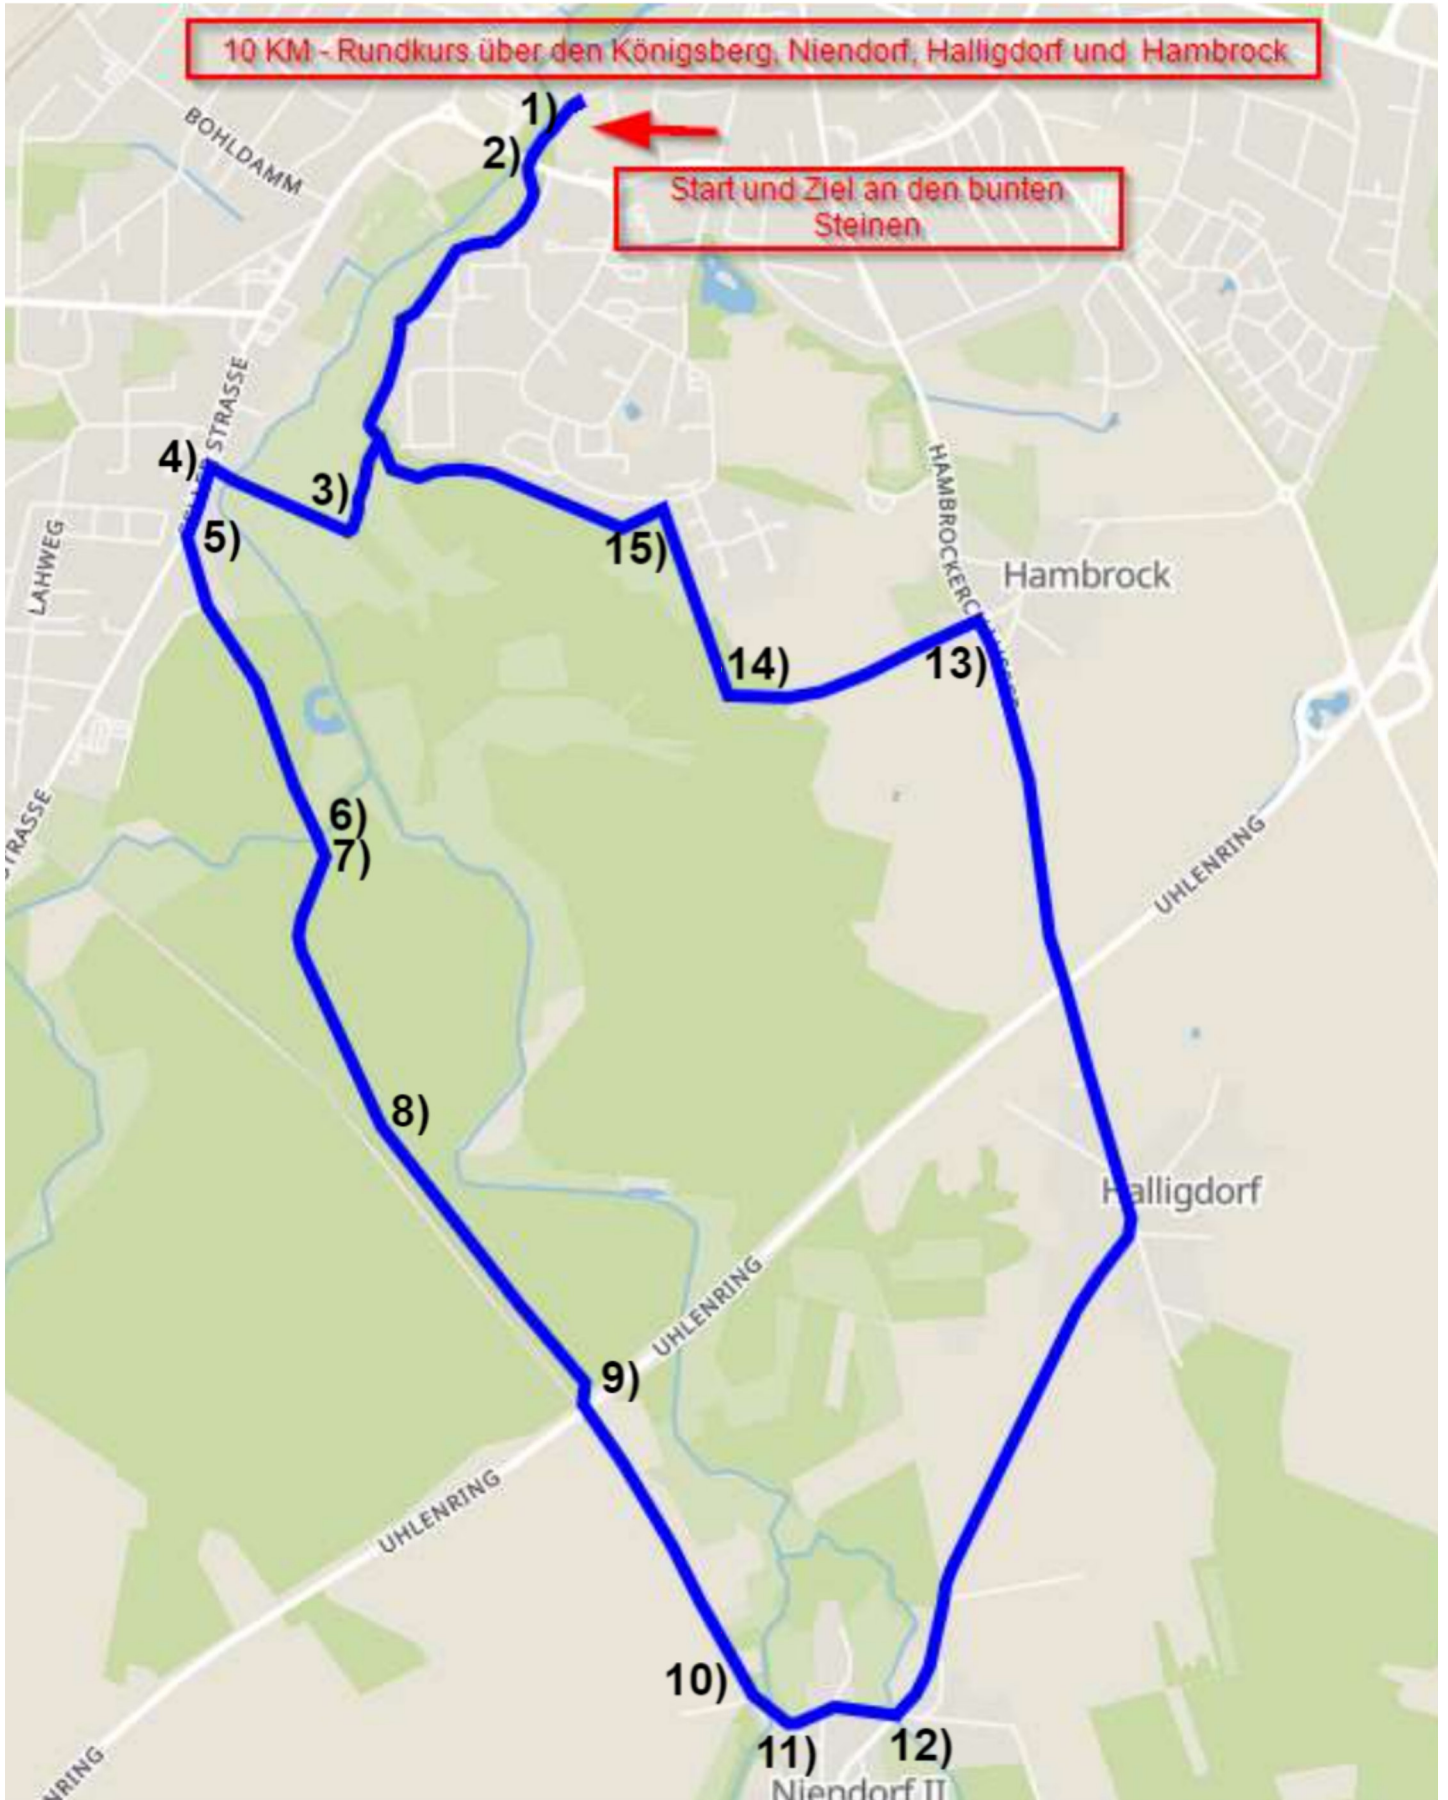 10 KM - Rundkurs über den Königsberg, Niendorf, Halligdorf und Hambrock
1)
BOHLDAMM
2)
Start und Ziel an den bunten
Steinen
STRASSE
4)
3)
HAMBROCKER
5)
15)
LAHWEG
Hambrock
14)
13)
6)
STRASSE
7)
UHLENRING
8)
Halligdorf
UHLENRING
9)
UHLENRING
10)
11)
12)
NRING
Niendorf II